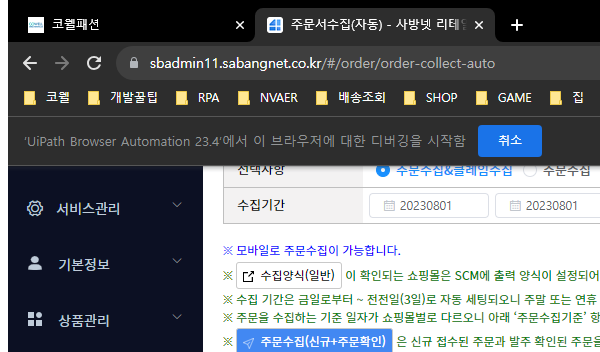 코웰패션
주문서수집(자동) - 사방넷 리테일
sbadmin11.sabangnet.co.kr/#/order/order-collect-auto
코웰 개발꿀팁 RPA NVAER 배송조회 SHOP GAME 집
'UiPath Browser Automation 23.4'에서 이 브라우저에 대한 디버깅을 시작함 취소
선택사항 주문수집&클레임수집 주문수집
서비스관리
수집기간 20230801 20230801
※ 모바일로 주문수집이 가능합니다.
기본정보
※ 수집양식(일반) 이 확인되는 쇼핑몰은 SCM에 출력 양식이 설정되어
※ 수집 기간은 금일로부터 ~ 전전일(3일)로 자동 세팅되오니 주말 또는 연휴
상품관리
※ 주문을 수집하는 기준 일자가 쇼핑몰별로 다르오니 아래 '주문수집기준' 항
※ 주문수집(신규+주문확인) 은 신규 접수된 주문과 발주 확인된 주문을